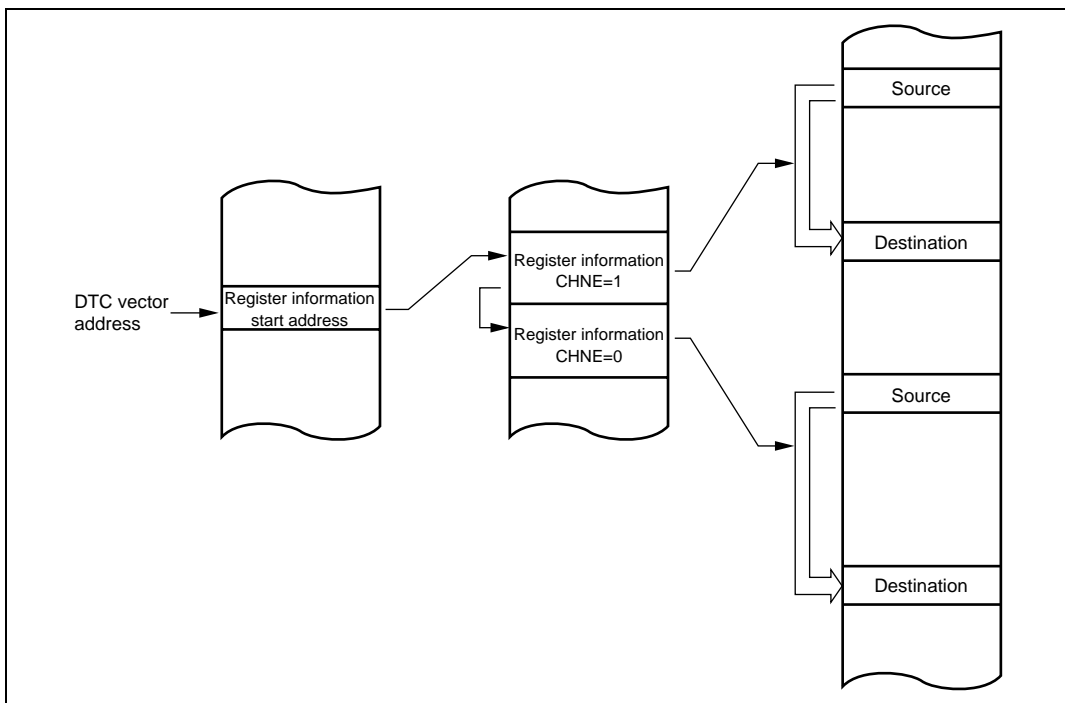 DTC vector
address
Register information
start address
Register information
CHNE=1
Register information
CHNE=0
Source
Destination
Source
Destination